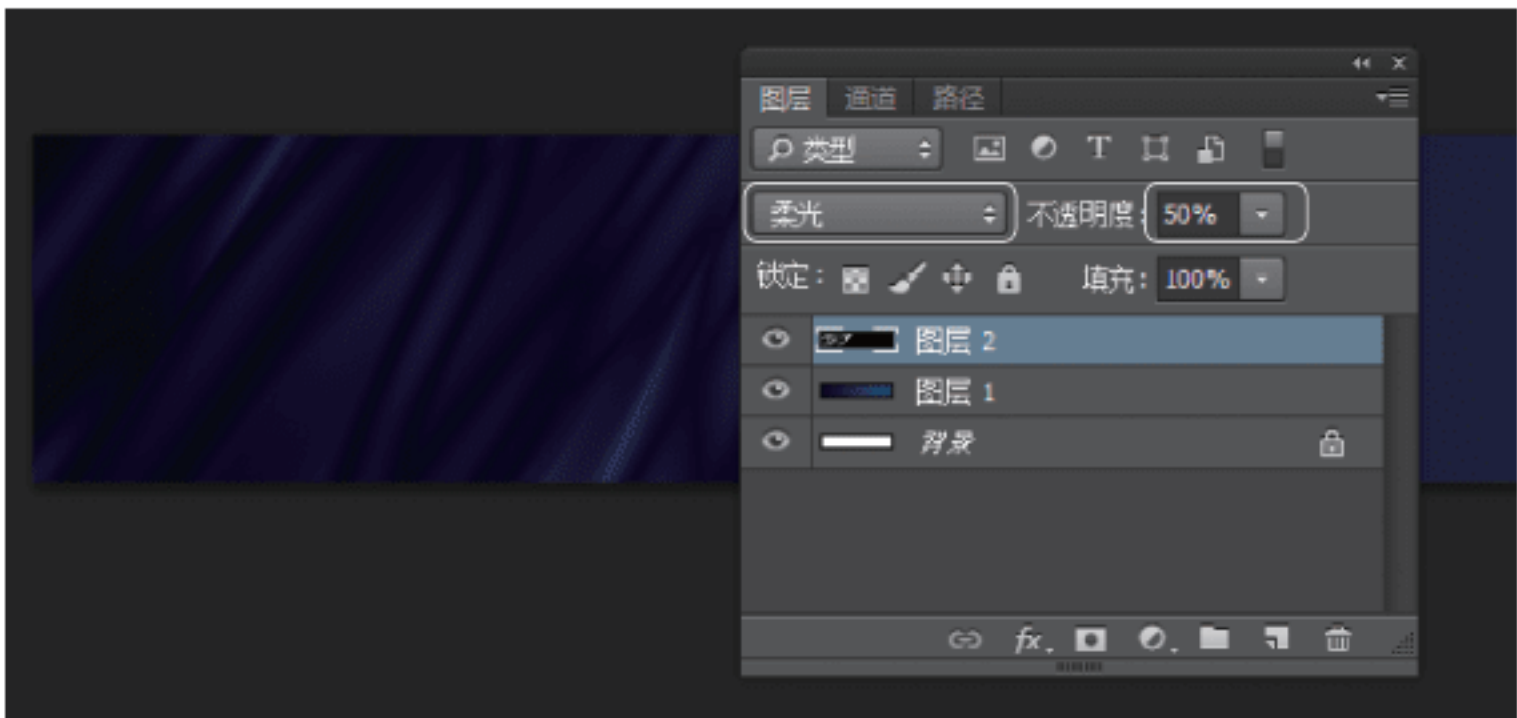 图层 通道 路径
类型
柔光 不透明度: 50%
锁定: 填充: 100%
图层 2
图层 1
背景
fx.